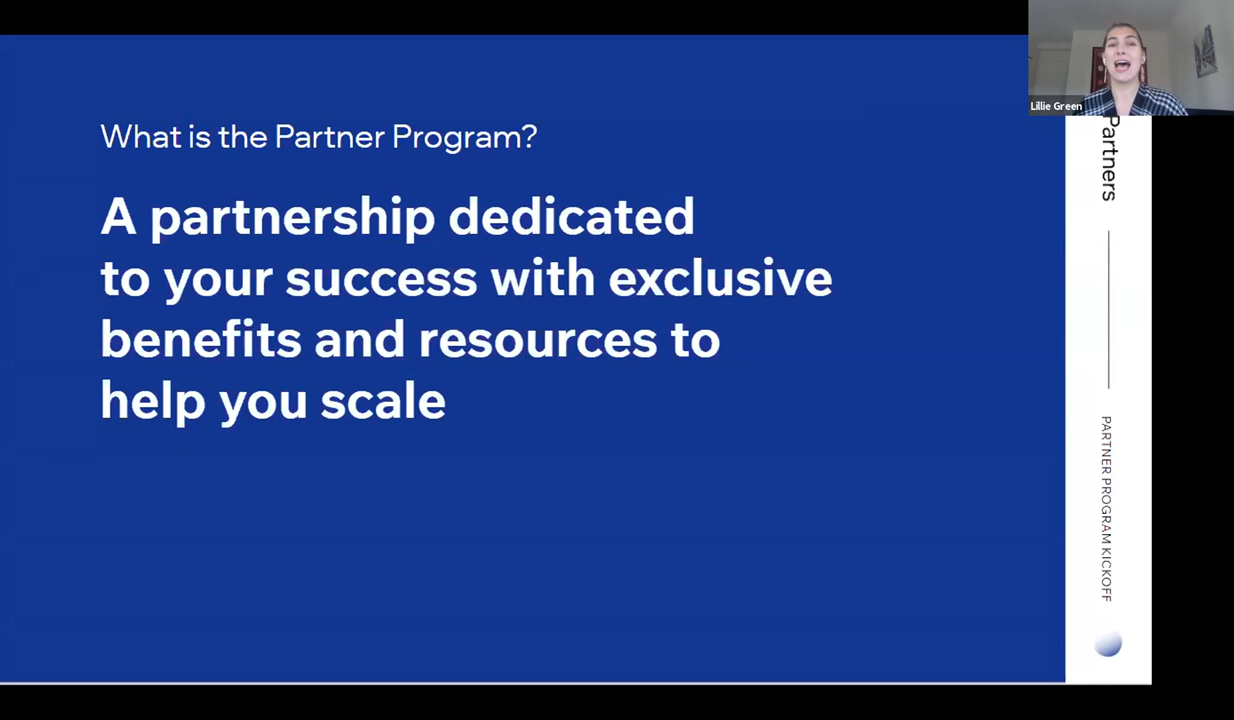 What is the Partner Program?
A partnership dedicated
to your success with exclusive
benefits and resources to
help you scale
Lillie Green
Partners
PARTNER PROGRAM KICKOFF